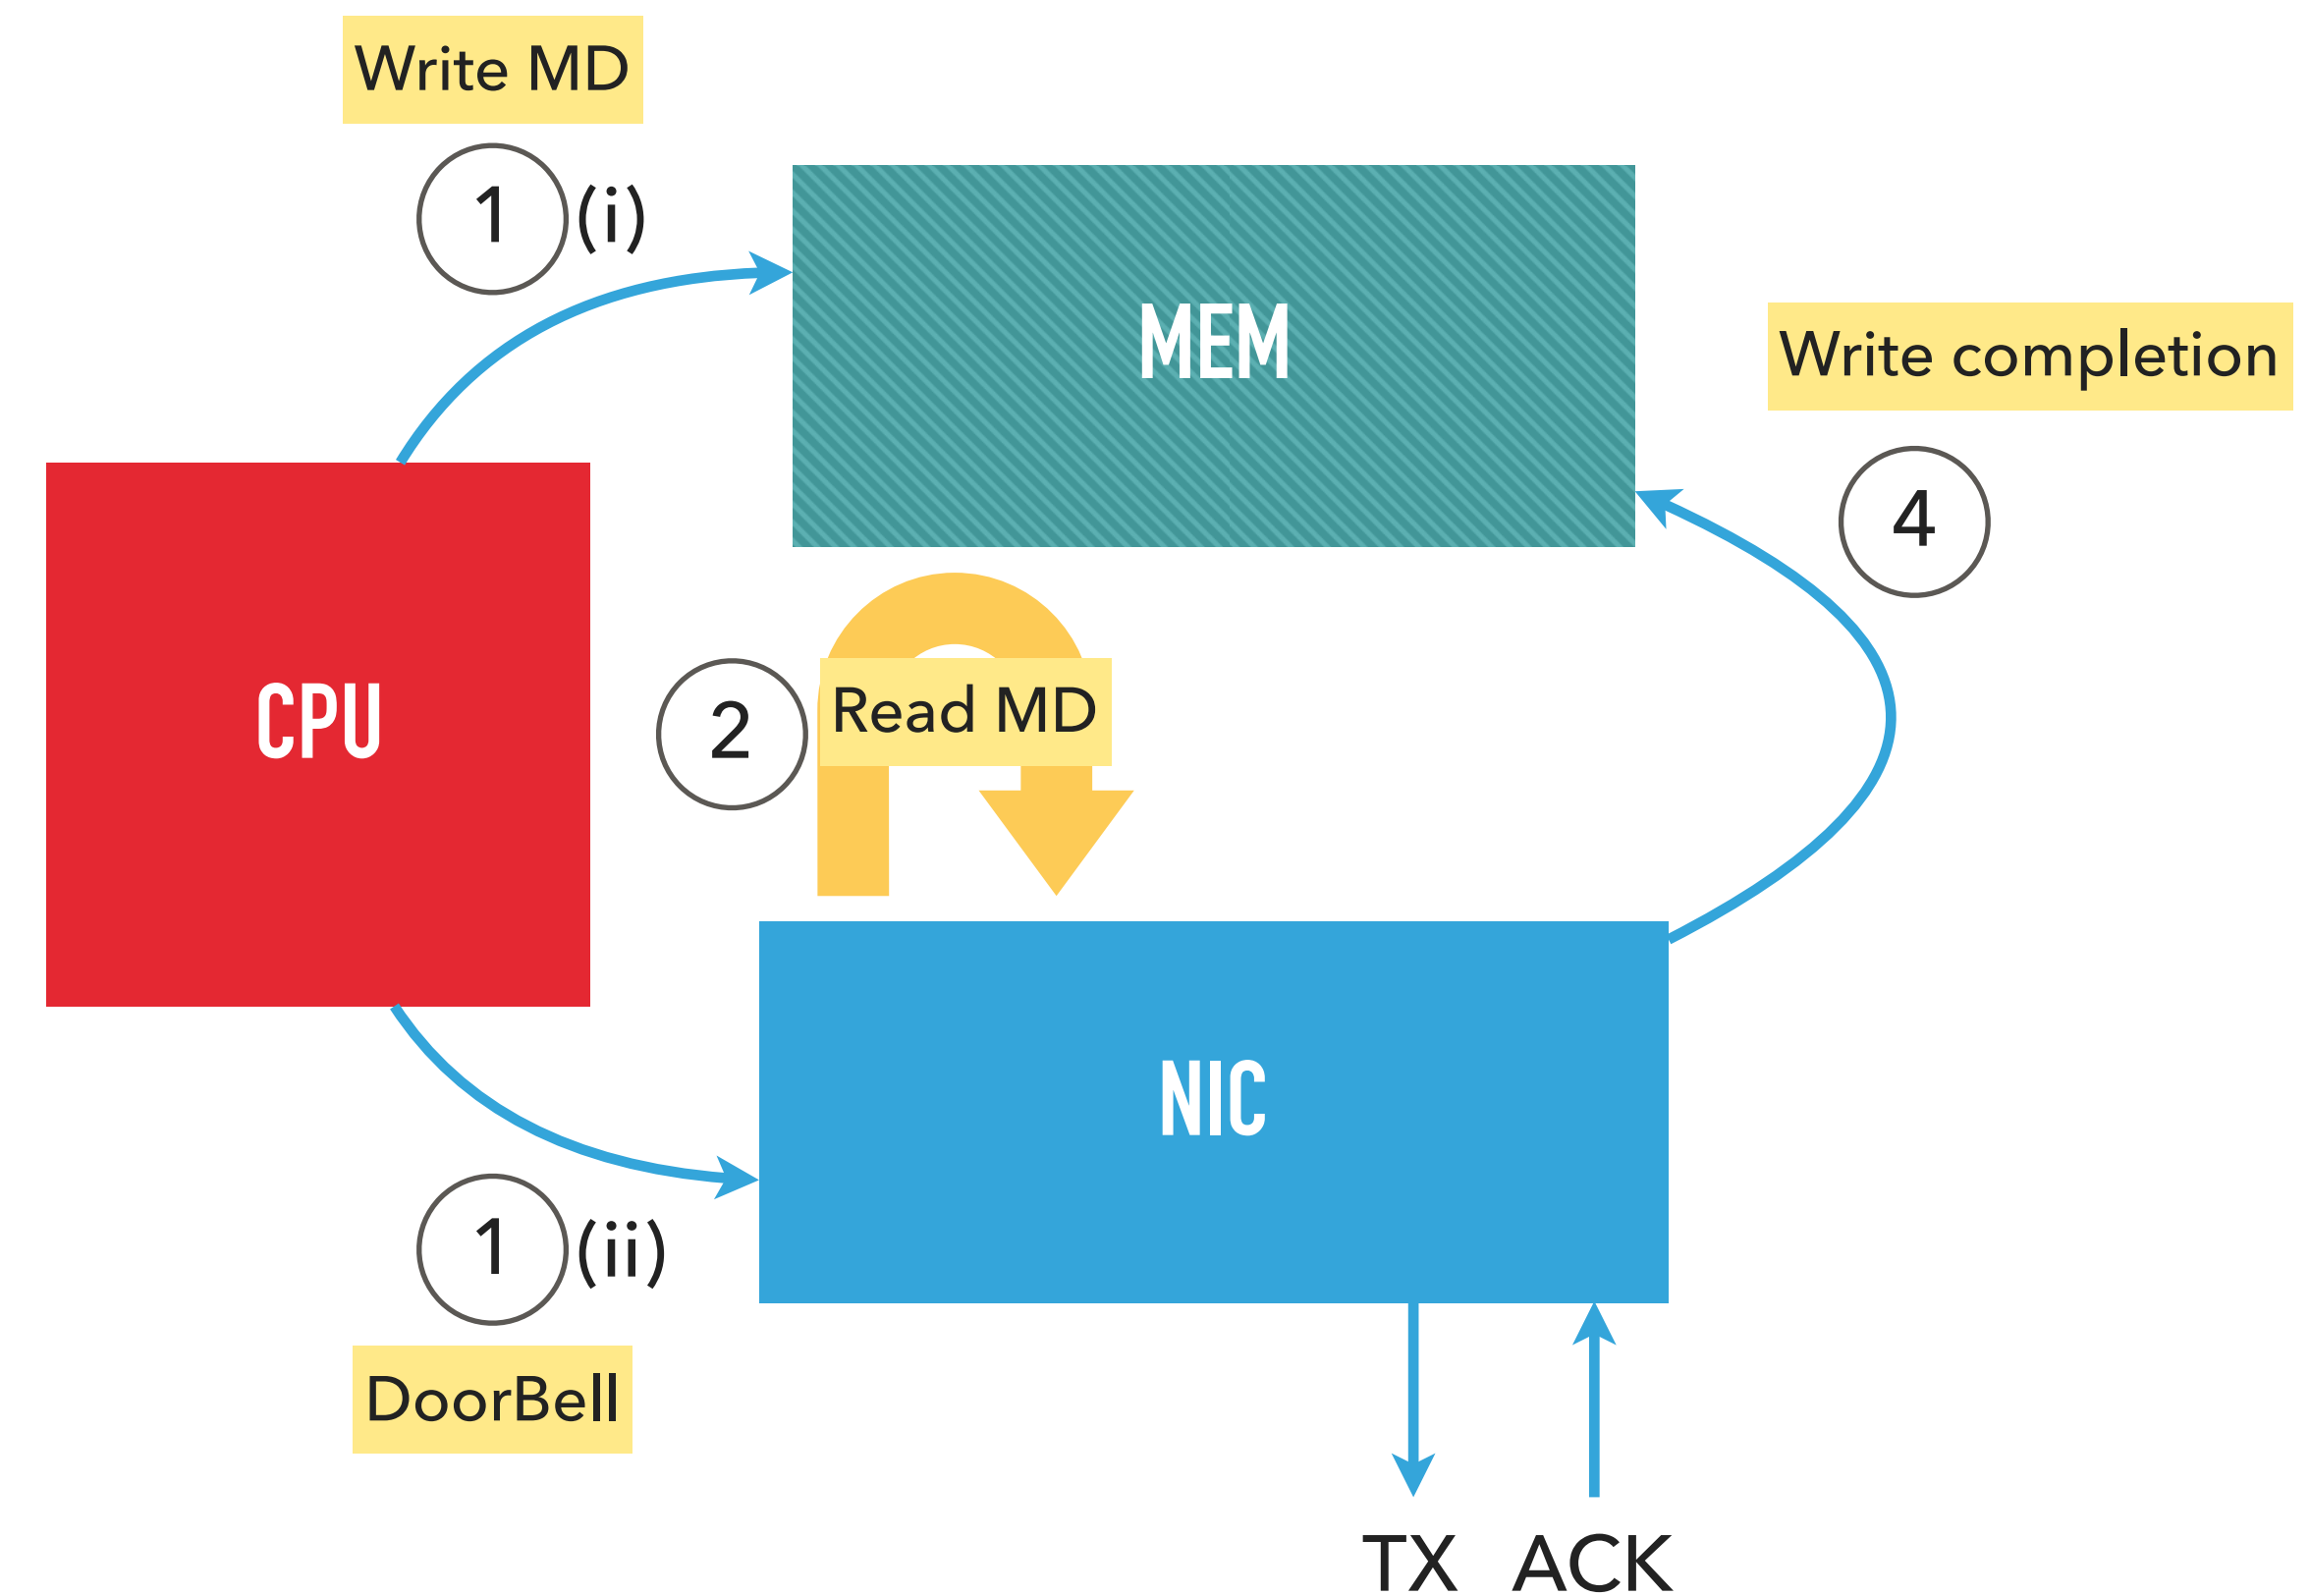 Write MD
1 (i)
MEM
Write completion
4
CPU
2
Read MD
NIC
1 (ii)
DoorBell
TX ACK